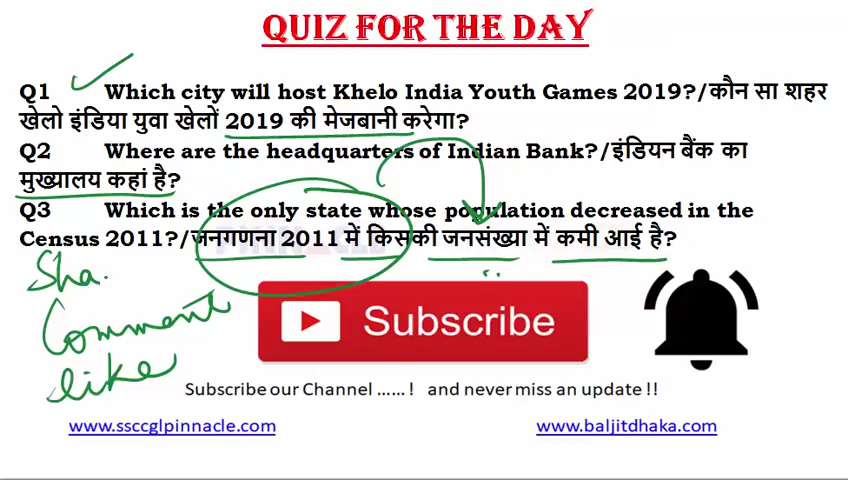 QUIZ FOR THE DAY
Q1 Which city will host Khelo India Youth Games 2019?/कौन सा शहर
खेलो इंडिया युवा खेलों 2019 की मेजबानी करेगा?
Q2 Where are the headquarters of Indian Bank?/इंडियन बैंक का
मुख्यालय कहां है?
Q3 Which is the only state whose population decreased in the
Census 2011?/जनगणना 2011 में किसकी जनसंख्या में कमी आई है?
Sha
Comment
like
Subscribe
Subscribe our Channel ......! and never miss an update !!
www.ssccglpinnacle.com www.baljitdhaka.com